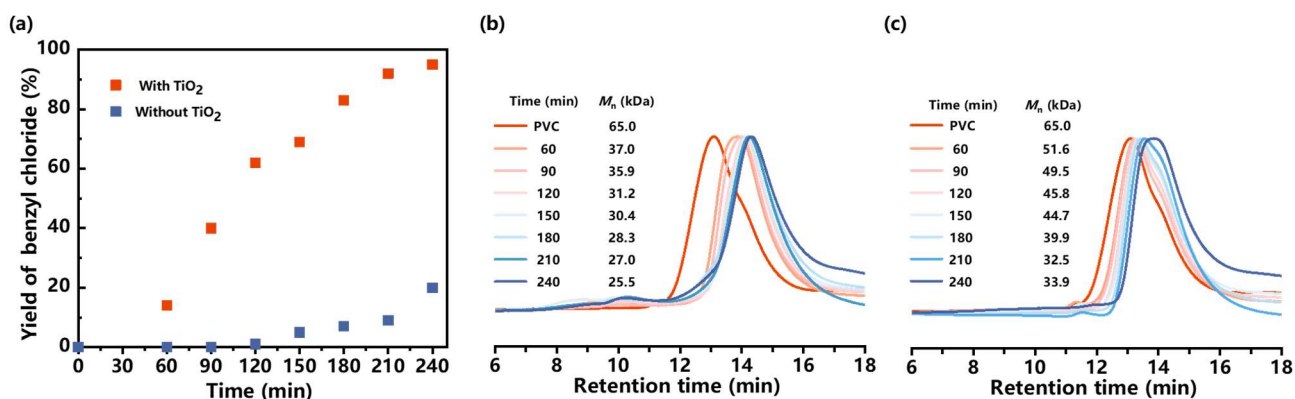 (a)
100
80
60
40
20
0
Yield of benzyl chloride (%)
With TiO2
Without TiO2
0 30 60 90 120 150 180 210 240
Time (min)
(b)
Time (min) Mn (kDa)
PVC 65.0
60 37.0
90 35.9
120 31.2
150 30.4
180 28.3
210 27.0
240 25.5
6 8 10 12 14 16 18
Retention time (min)
(c)
Time (min) Mn (kDa)
PVC 65.0
60 51.6
90 49.5
120 45.8
150 44.7
180 39.9
210 32.5
240 33.9
6 8 10 12 14 16 18
Retention time (min)